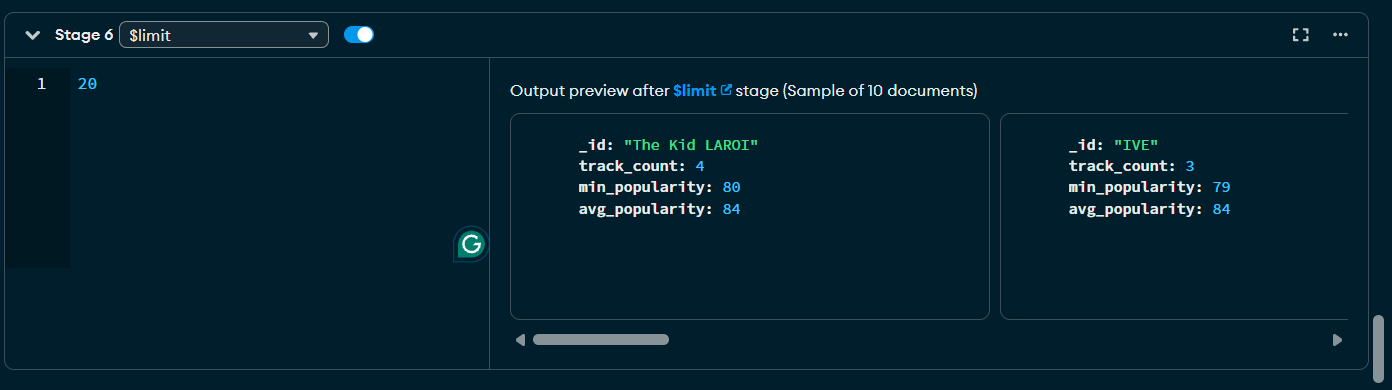 Stage 6 $limit
1 20
Output preview after $limit stage (Sample of 10 documents)
_id: "The Kid LAROI"
track_count: 4
min_popularity: 80
avg_popularity: 84
_id: "IVE"
track_count: 3
min_popularity: 79
avg_popularity: 84
G